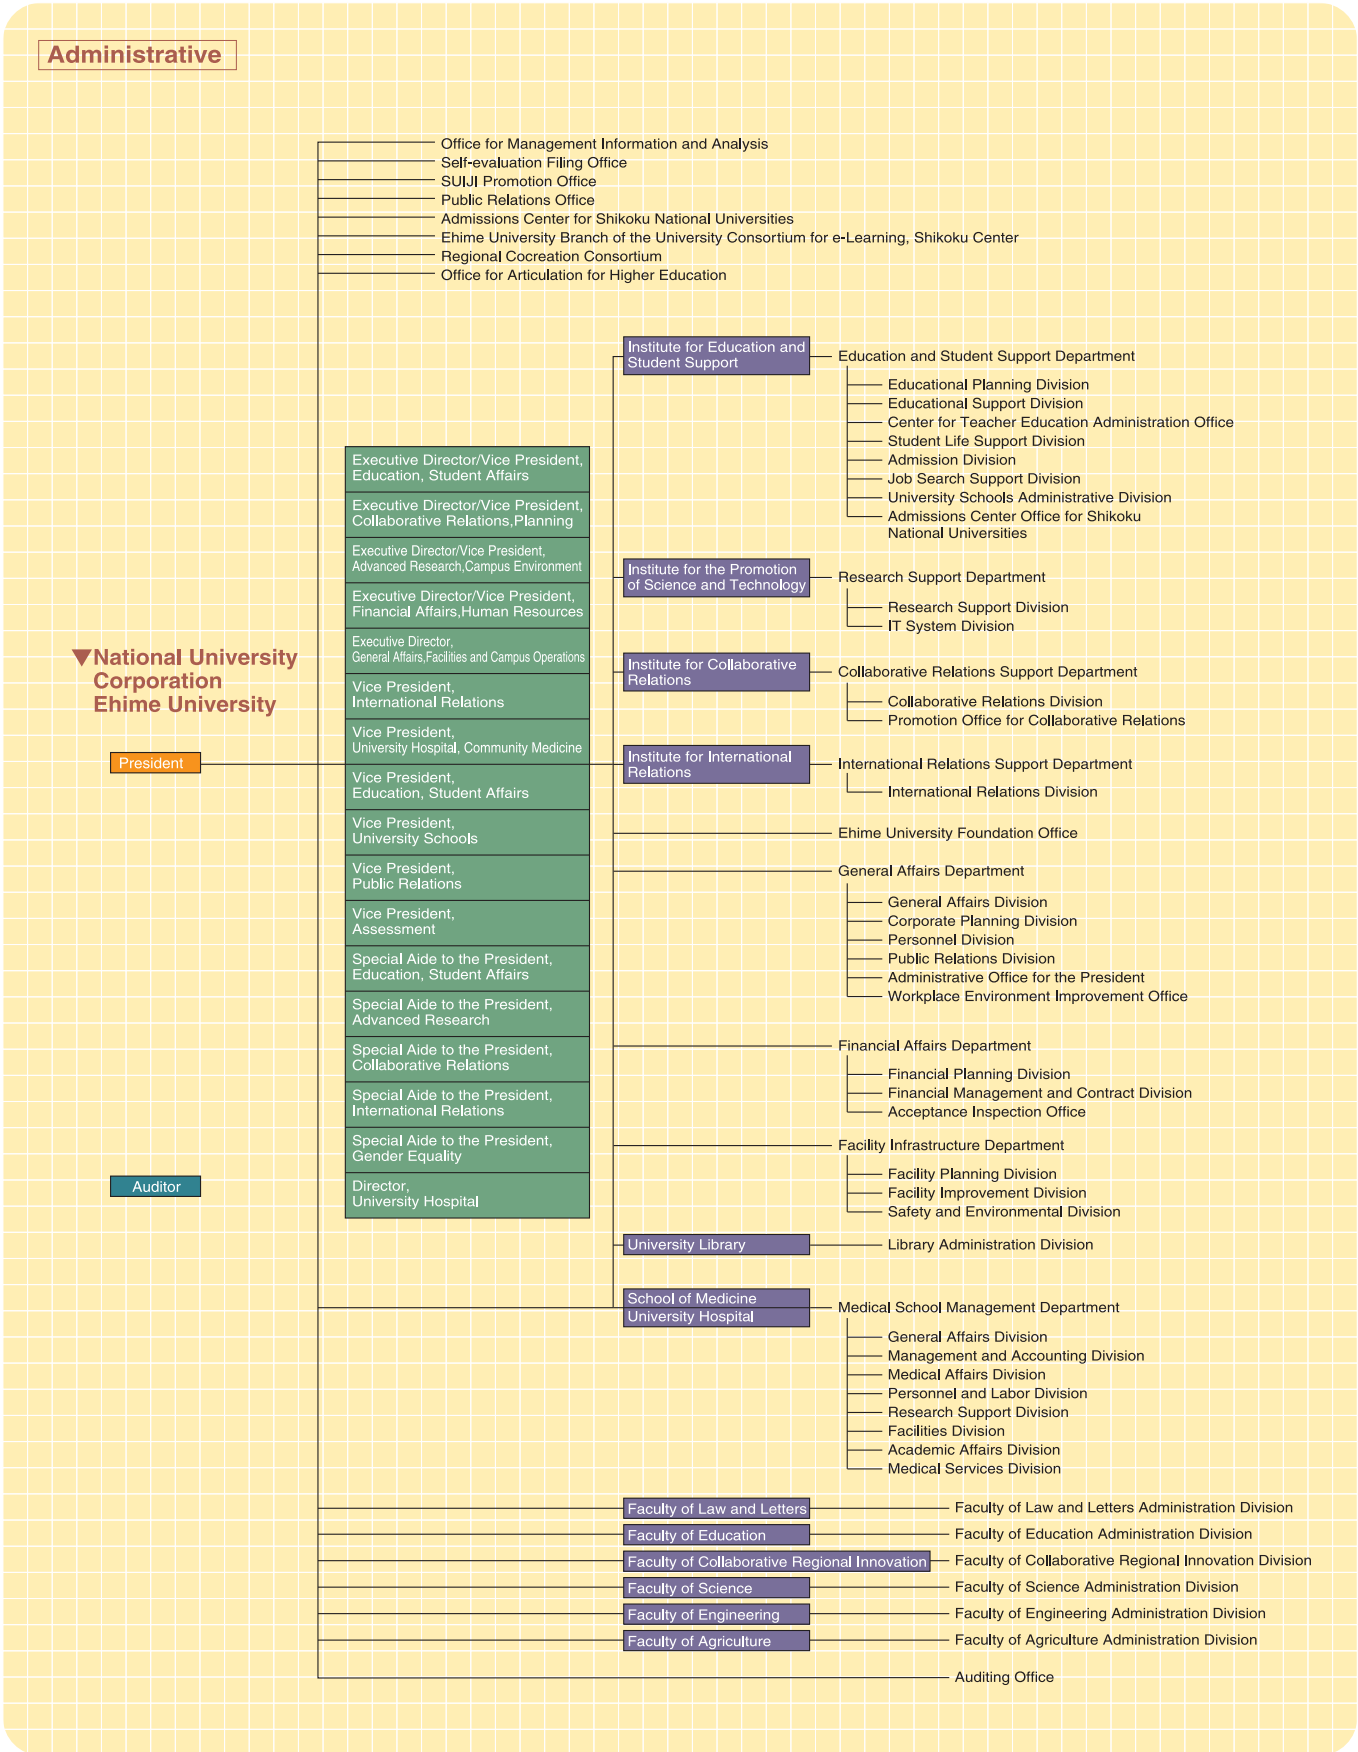 Administrative
Office for Management Information and Analysis
Self-evaluation Filing Office
SUIJI Promotion Office
Public Relations Office
Admissions Center for Shikoku National Universities
Ehime University Branch of the University Consortium for e-Learning, Shikoku Center
Regional Cocreation Consortium
Office for Articulation for Higher Education
▼National University
Corporation
Ehime University
President
Auditor
Executive Director/Vice President,
Education, Student Affairs
Executive Director/Vice President,
Collaborative Relations,Planning
Executive Director/Vice President,
Advanced Research,Campus Environment
Executive Director/Vice President,
Financial Affairs,Human Resources
Executive Director,
General Affairs,Facilities and Campus Operations
Vice President,
International Relations
Vice President,
University Hospital, Community Medicine
Vice President,
Education, Student Affairs
Vice President,
University Schools
Vice President,
Public Relations
Vice President,
Assessment
Special Aide to the President,
Education, Student Affairs
Special Aide to the President,
Advanced Research
Special Aide to the President,
Collaborative Relations
Special Aide to the President,
International Relations
Special Aide to the President,
Gender Equality
Director,
University Hospital
Institute for Education and
Student Support
Education and Student Support Department
Educational Planning Division
Educational Support Division
Center for Teacher Education Administration Office
Student Life Support Division
Admission Division
Job Search Support Division
University Schools Administrative Division
Admissions Center Office for Shikoku
National Universities
Institute for the Promotion
of Science and Technology
Research Support Department
Research Support Division
IT System Division
Institute for Collaborative
Relations
Collaborative Relations Support Department
Collaborative Relations Division
Promotion Office for Collaborative Relations
Institute for International
Relations
International Relations Support Department
International Relations Division
Ehime University Foundation Office
General Affairs Department
General Affairs Division
Corporate Planning Division
Personnel Division
Public Relations Division
Administrative Office for the President
Workplace Environment Improvement Office
Financial Affairs Department
Financial Planning Division
Financial Management and Contract Division
Acceptance Inspection Office
Facility Infrastructure Department
Facility Planning Division
Facility Improvement Division
Safety and Environmental Division
University Library
Library Administration Division
School of Medicine
University Hospital
Medical School Management Department
General Affairs Division
Management and Accounting Division
Medical Affairs Division
Personnel and Labor Division
Research Support Division
Facilities Division
Academic Affairs Division
Medical Services Division
Faculty of Law and Letters
Faculty of Law and Letters Administration Division
Faculty of Education
Faculty of Education Administration Division
Faculty of Collaborative Regional Innovation
Faculty of Collaborative Regional Innovation Division
Faculty of Science
Faculty of Science Administration Division
Faculty of Engineering
Faculty of Engineering Administration Division
Faculty of Agriculture
Faculty of Agriculture Administration Division
Auditing Office